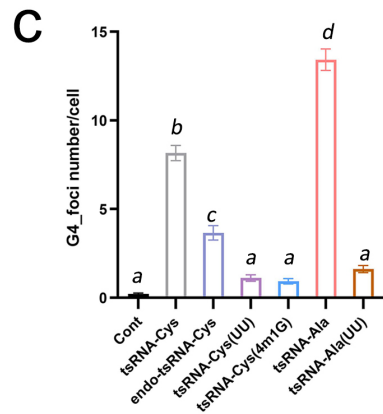 C
15
10
5
0
G4_foci number/cell
a
b
c
a
a
d
a
Cont
tsRNA-Cys
endo-tsRNA-Cys
tsRNA-Cys(UU)
tsRNA-Cys(4m1G)
tsRNA-Ala
tsRNA-Ala(UU)